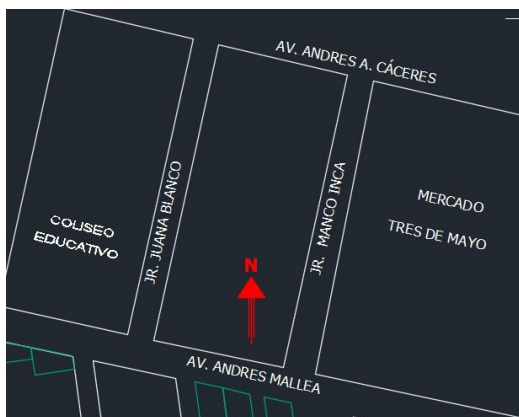 AV. ANDRES A. CÁCERES
JR. JUANA BLANCO
JR. MANCO INCA
MERCADO
TRES DE MAYO
COLISEO
EDUCATIVO
N
AV. ANDRES MALLEA